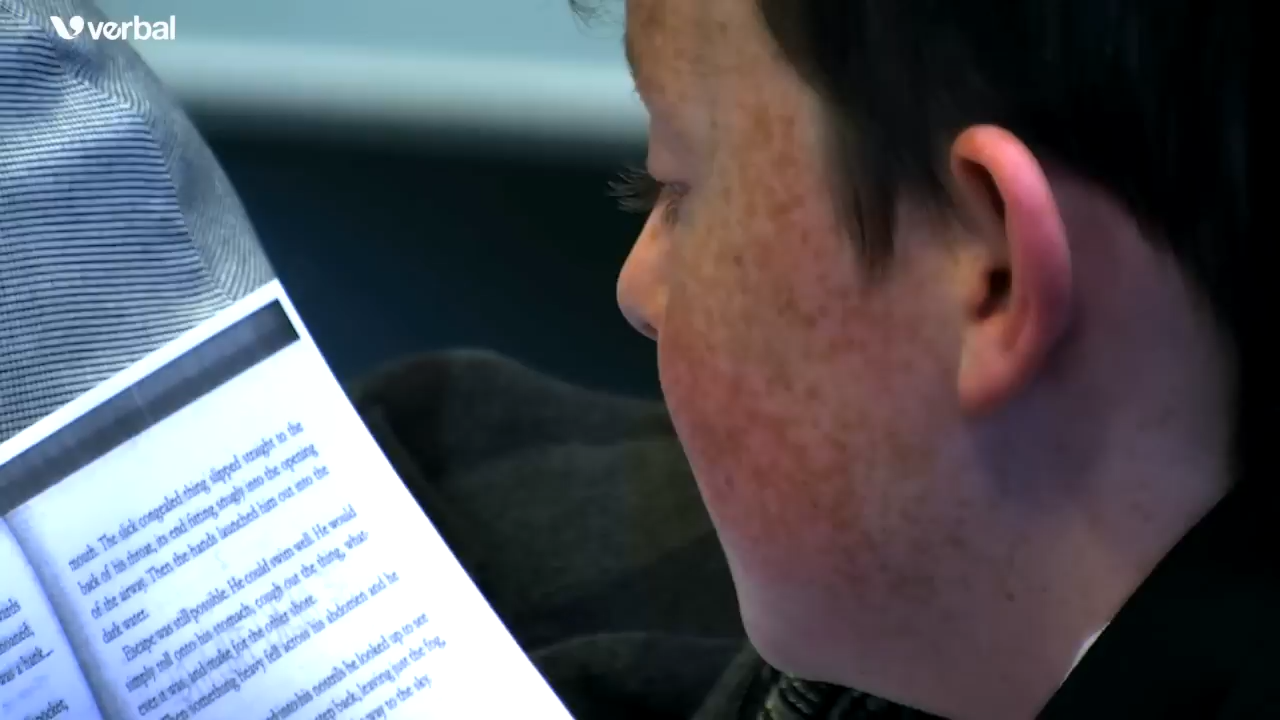 verbal
mouth. The slick congealed thing slipped straight to the
back of his throat, its end fitting snugly into the opening
of the airway. Then the hands launched him out into the
dark water.
Escape was still possible. He could swim well. He would
simply roll onto his stomach, cough out the thing, what-
ever it was, and make for the other shore.
Then something heavy fell across his abdomen and he
into his nostrils he looked up to see
step back, leaving just the fog,
way to the sky.
was a bank
pocket,